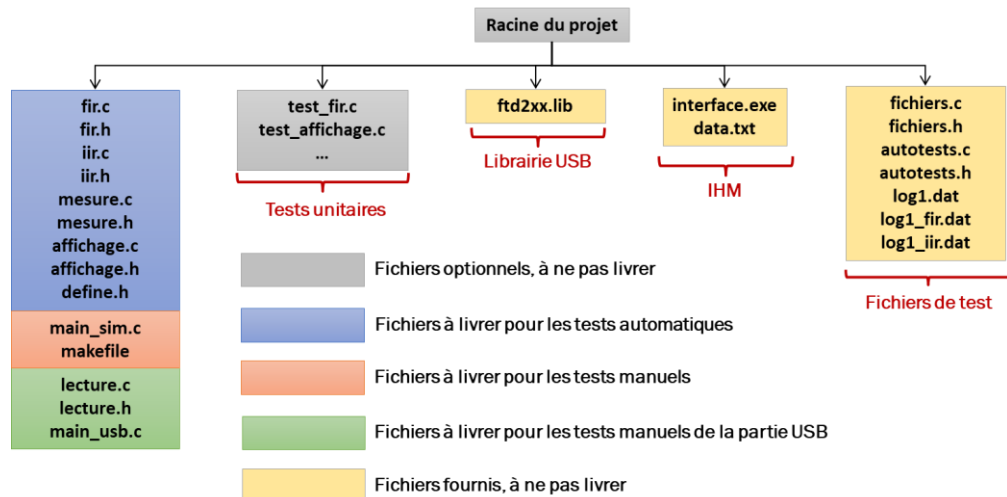 Racine du projet
fir.c
fir.h
iir.c
iir.h
mesure.c
mesure.h
affichage.c
affichage.h
define.h
main_sim.c
makefile
lecture.c
lecture.h
main_usb.c
test_fir.c
test_affichage.c
...
Tests unitaires
ftd2xx.lib
Librairie USB
interface.exe
data.txt
IHM
fichiers.c
fichiers.h
autotests.c
autotests.h
log1.dat
log1_fir.dat
log1_iir.dat
Fichiers de test
Fichiers optionnels, à ne pas livrer
Fichiers à livrer pour les tests automatiques
Fichiers à livrer pour les tests manuels
Fichiers à livrer pour les tests manuels de la partie USB
Fichiers fournis, à ne pas livrer